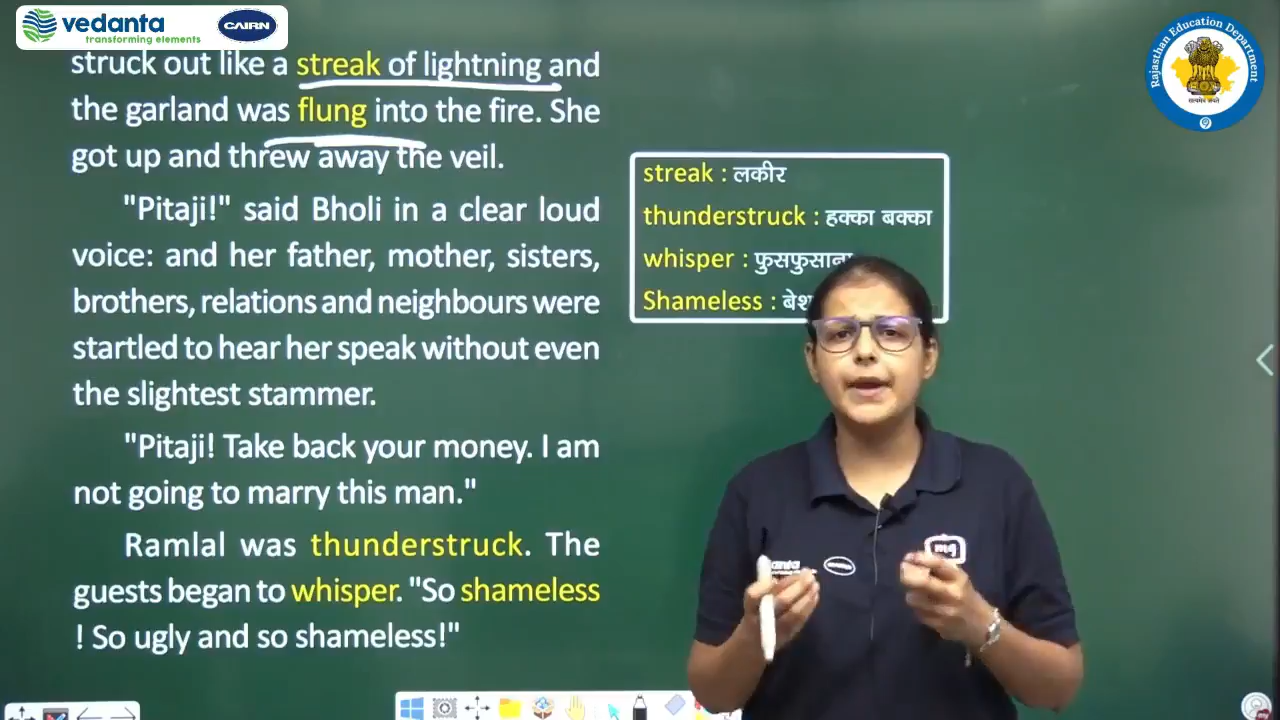 vedanta
transforming elements
CAIRN
Rajasthan Education Department
सत्यमेव जयते
struck out like a streak of lightning and
the garland was flung into the fire. She
got up and threw away the veil.
"Pitaji!" said Bholi in a clear loud
voice: and her father, mother, sisters,
brothers, relations and neighbours were
startled to hear her speak without even
the slightest stammer.
"Pitaji! Take back your money. I am
not going to marry this man."
Ramlal was thunderstruck. The
guests began to whisper. "So shameless
! So ugly and so shameless!"
streak : लकीर
thunderstruck : हक्का बक्का
whisper : फुसफुसाना
Shameless :
mg